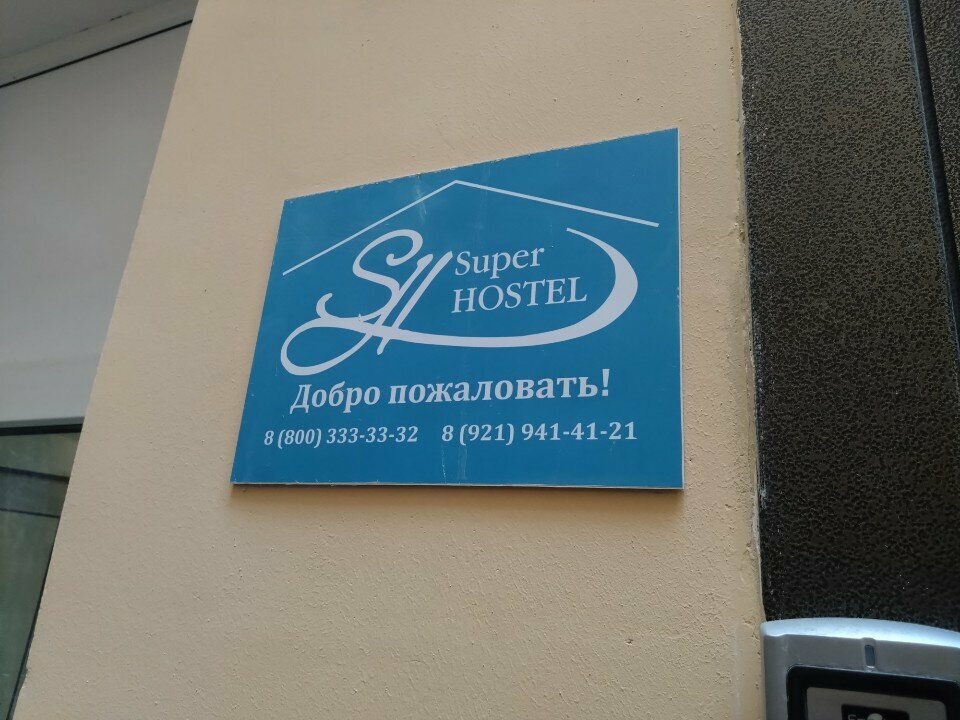 SH Super
HOSTEL
Добро пожаловать!
8 (800) 333-33-32 8 (921) 941-41-21